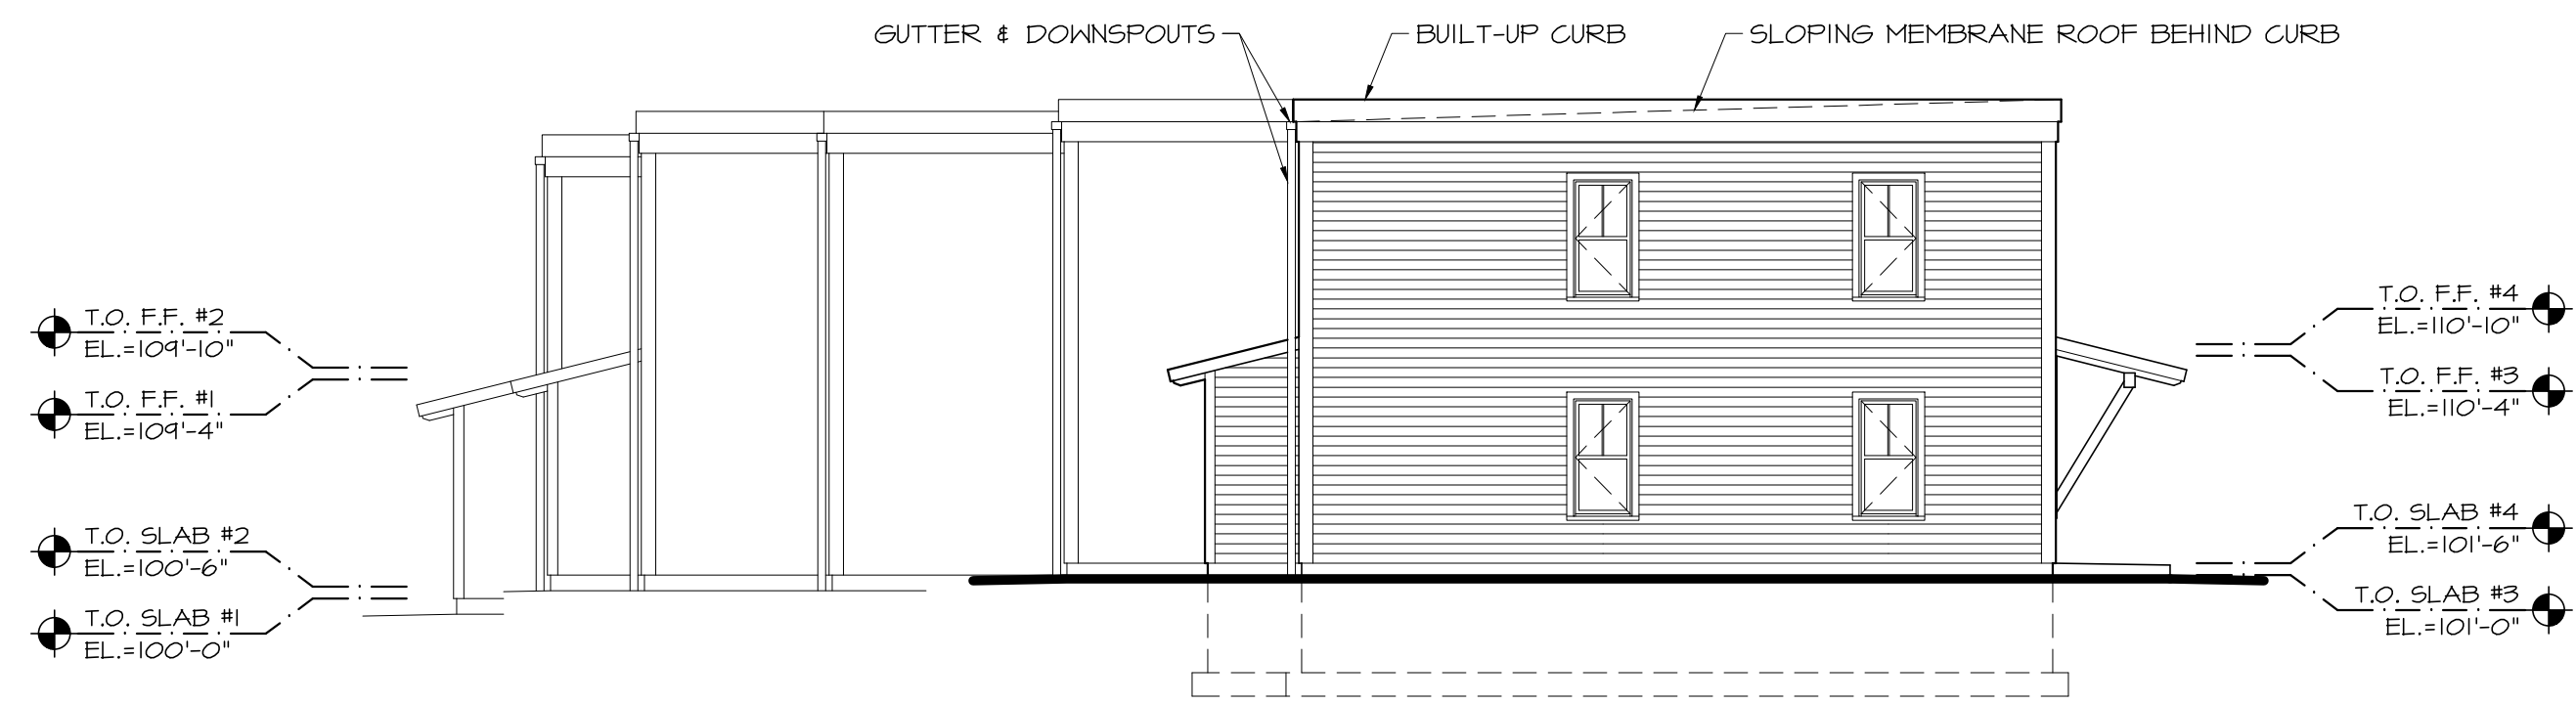 GUTTER & DOWNSPOUTS
BUILT-UP CURB
SLOPING MEMBRANE ROOF BEHIND CURB
T.O. F.F. #2
EL.=109'-10"
T.O. F.F. #1
EL.=109'-4"
T.O. SLAB #2
EL.=100'-6"
T.O. SLAB #1
EL.=100'-0"
T.O. F.F. #4
EL.=110'-10"
T.O. F.F. #3
EL.=110'-4"
T.O. SLAB #4
EL.=101'-6"
T.O. SLAB #3
EL.=101'-0"